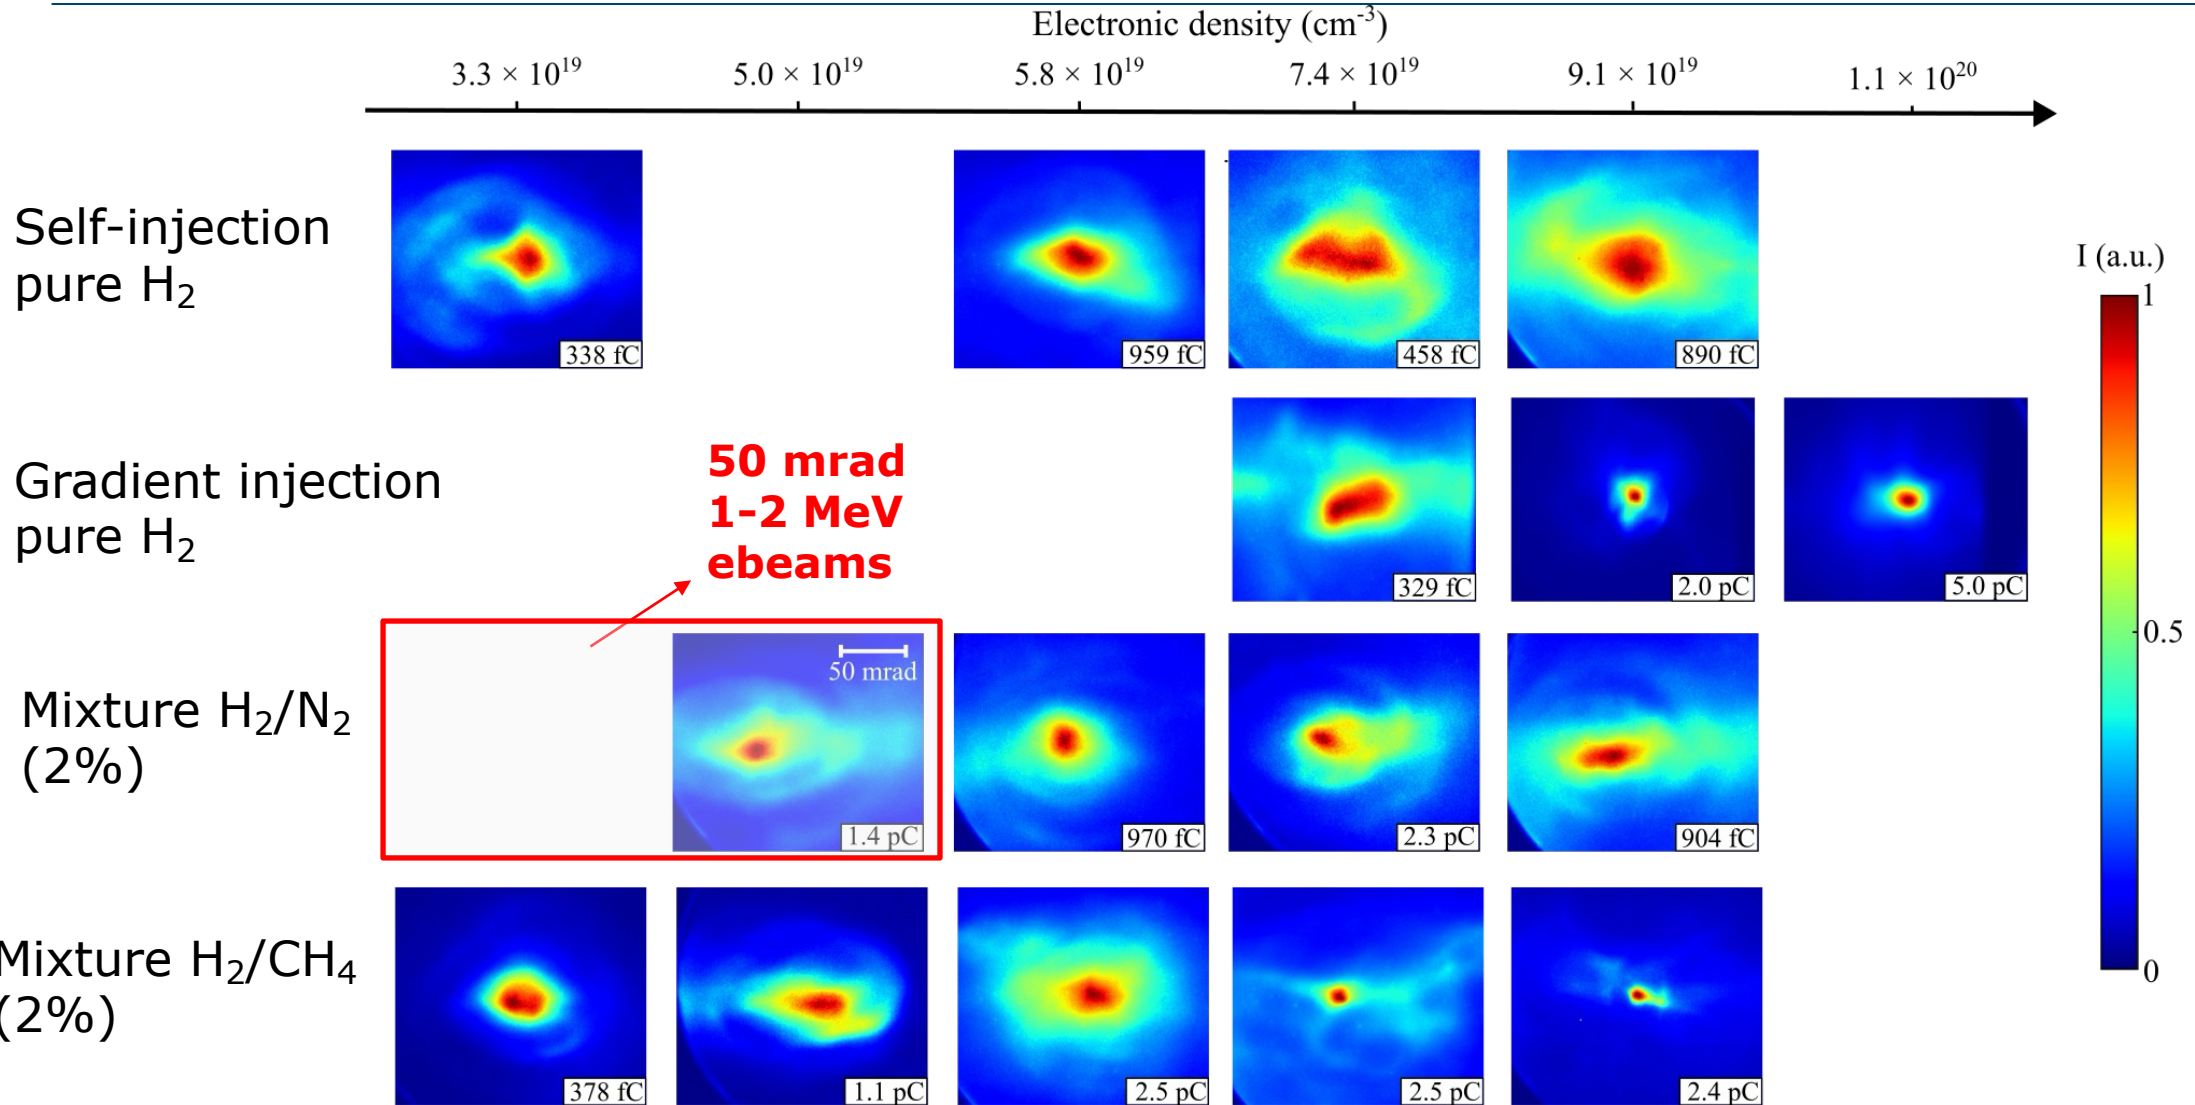 Electronic density (cm⁻³)
3.3 × 10¹⁹
5.0 × 10¹⁹
5.8 × 10¹⁹
7.4 × 10¹⁹
9.1 × 10¹⁹
1.1 × 10²⁰
Self-injection
pure H₂
338 fC
959 fC
458 fC
890 fC
I (a.u.)
1
0.5
0
Gradient injection
pure H₂
50 mrad
1-2 MeV
ebeams
329 fC
2.0 pC
5.0 pC
Mixture H₂/N₂
(2%)
50 mrad
1.4 pC
970 fC
2.3 pC
904 fC
Mixture H₂/CH₄
(2%)
378 fC
1.1 pC
2.5 pC
2.5 pC
2.4 pC